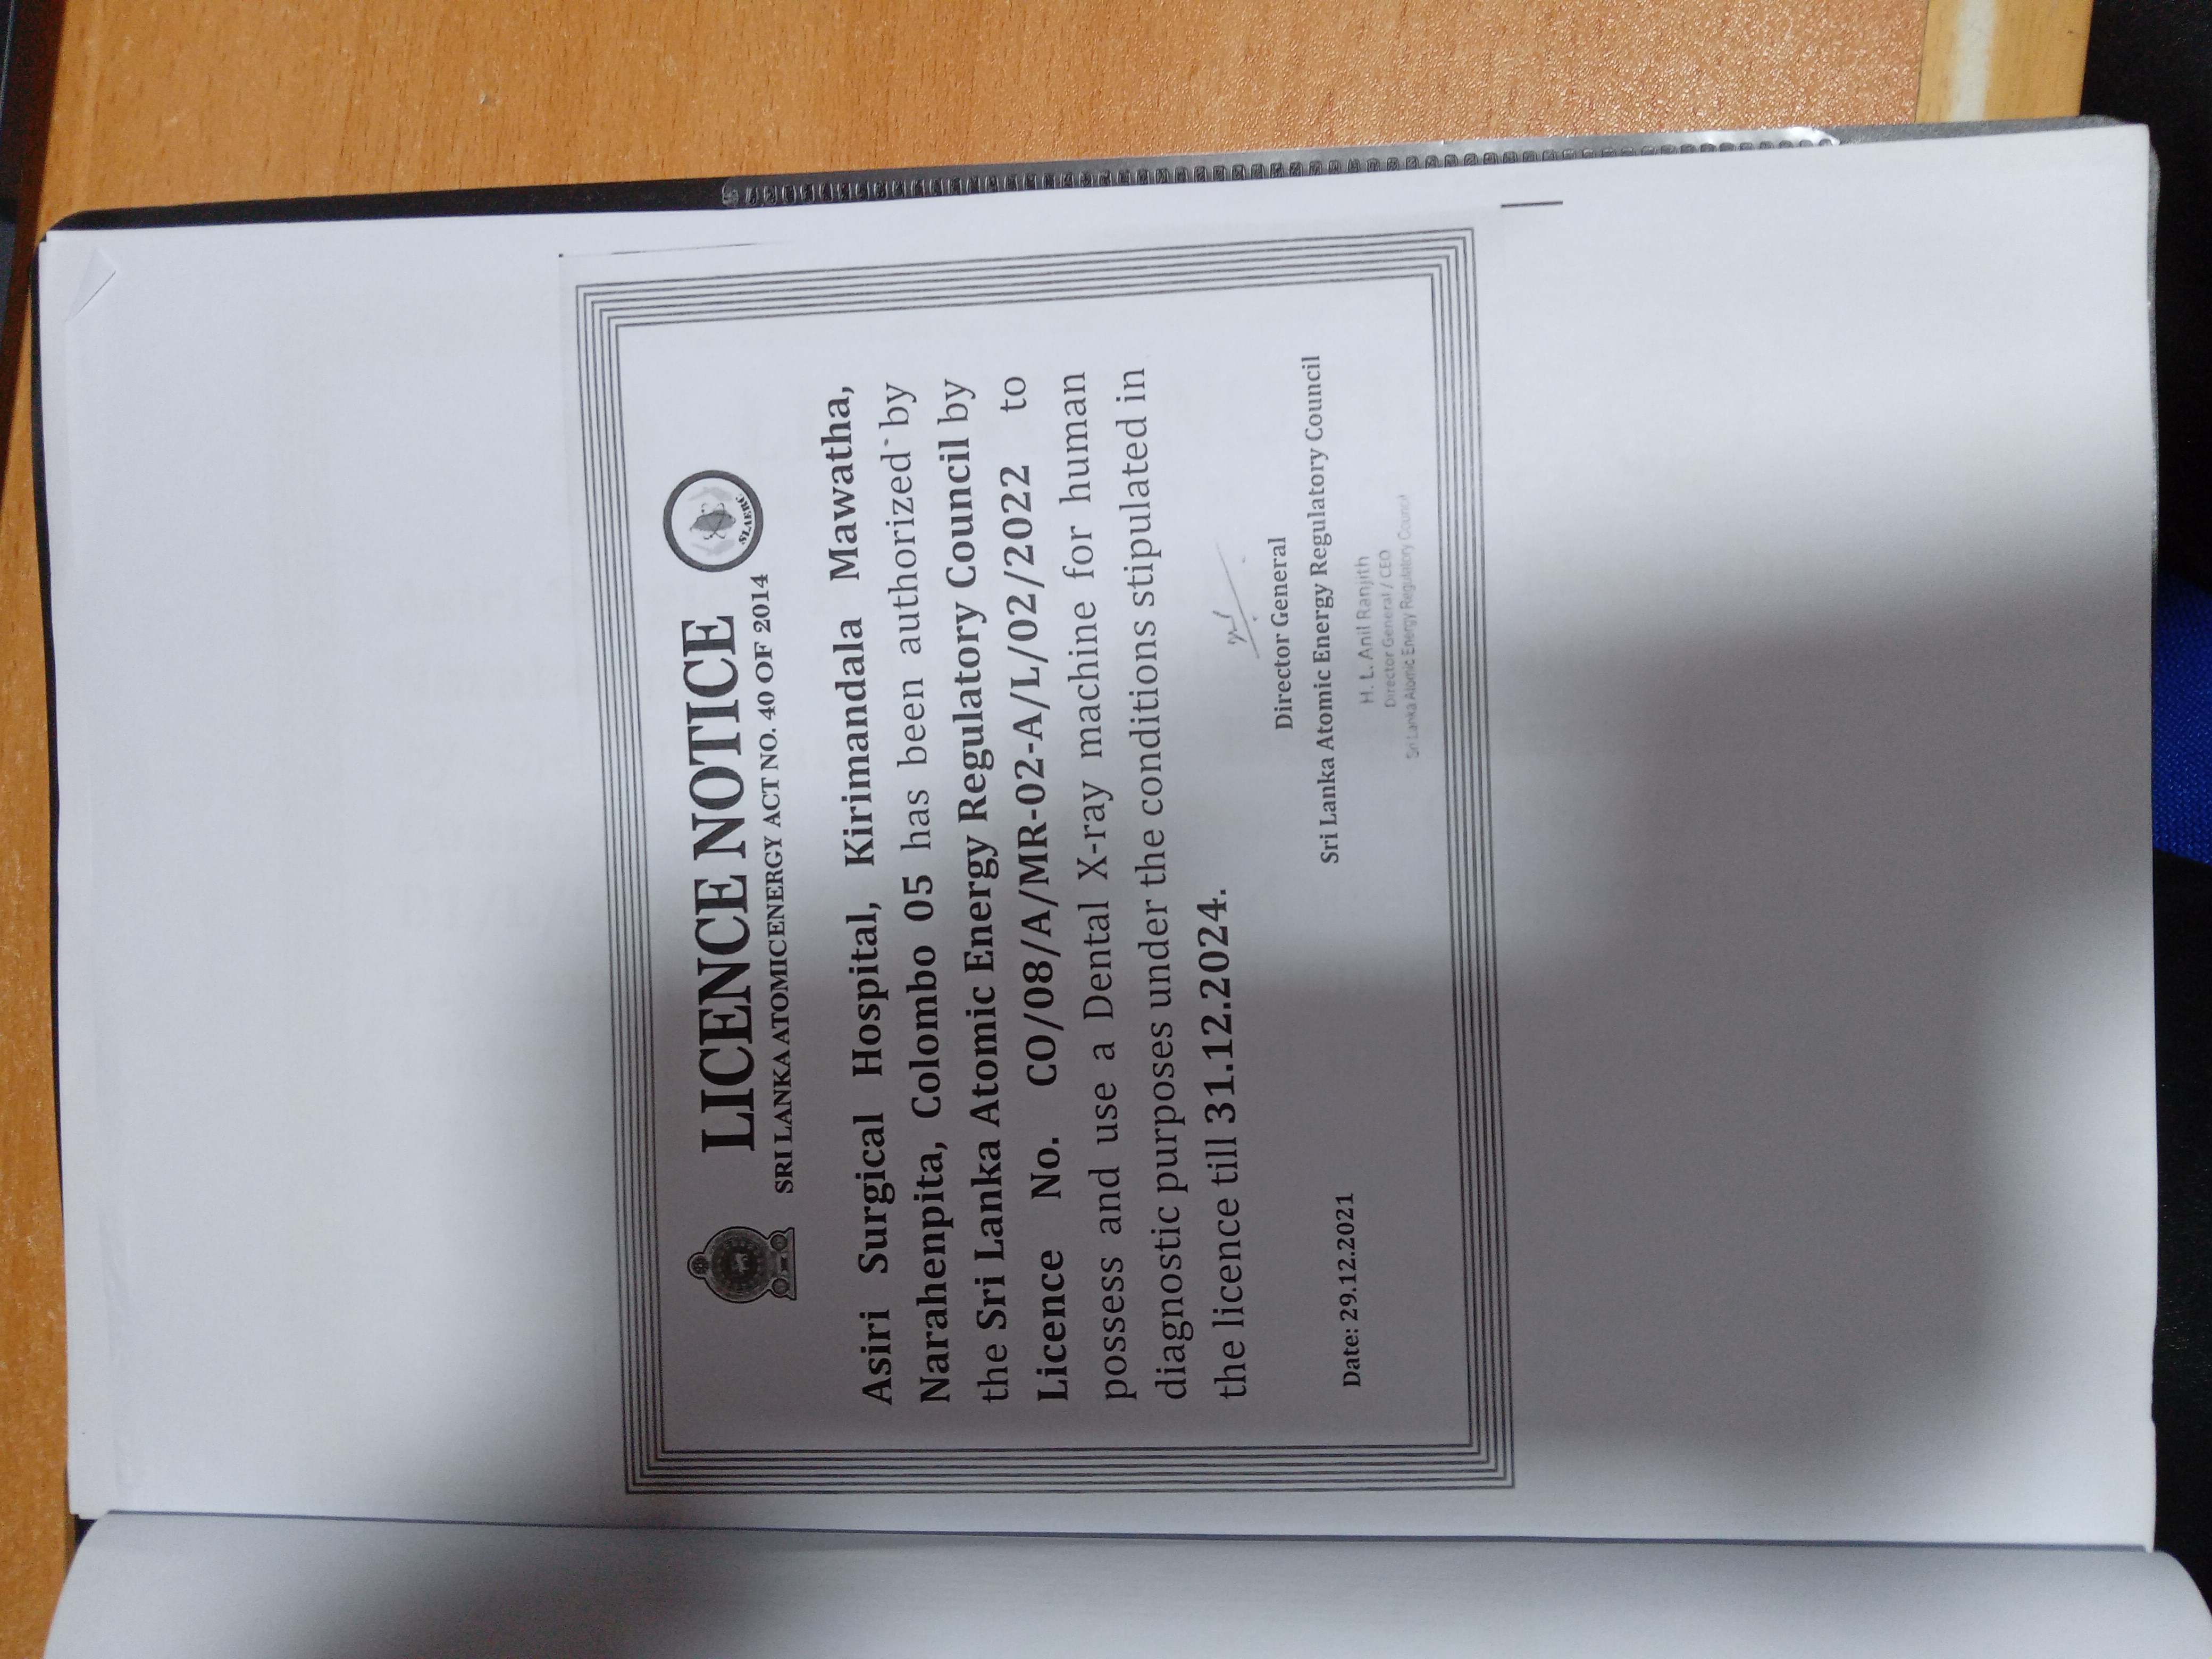 LICENCE NOTICE
SLAERC
SRI LANKA ATOMICENERGY ACT NO. 40 OF 2014
Asiri Surgical Hospital, Kirimandala Mawatha,
Narahenpita, Colombo 05 has been authorized by
the Sri Lanka Atomic Energy Regulatory Council by
Licence No. CO/08/A/MR-02-A/L/02/2022 to
possess and use a Dental X-ray machine for human
diagnostic purposes under the conditions stipulated in
the licence till 31.12.2024.
Director General
Sri Lanka Atomic Energy Regulatory Council
Date: 29.12.2021
H. L. Anil Ranjith
Director General / CEO
Sri Lanka Atomic Energy Regulatory Council